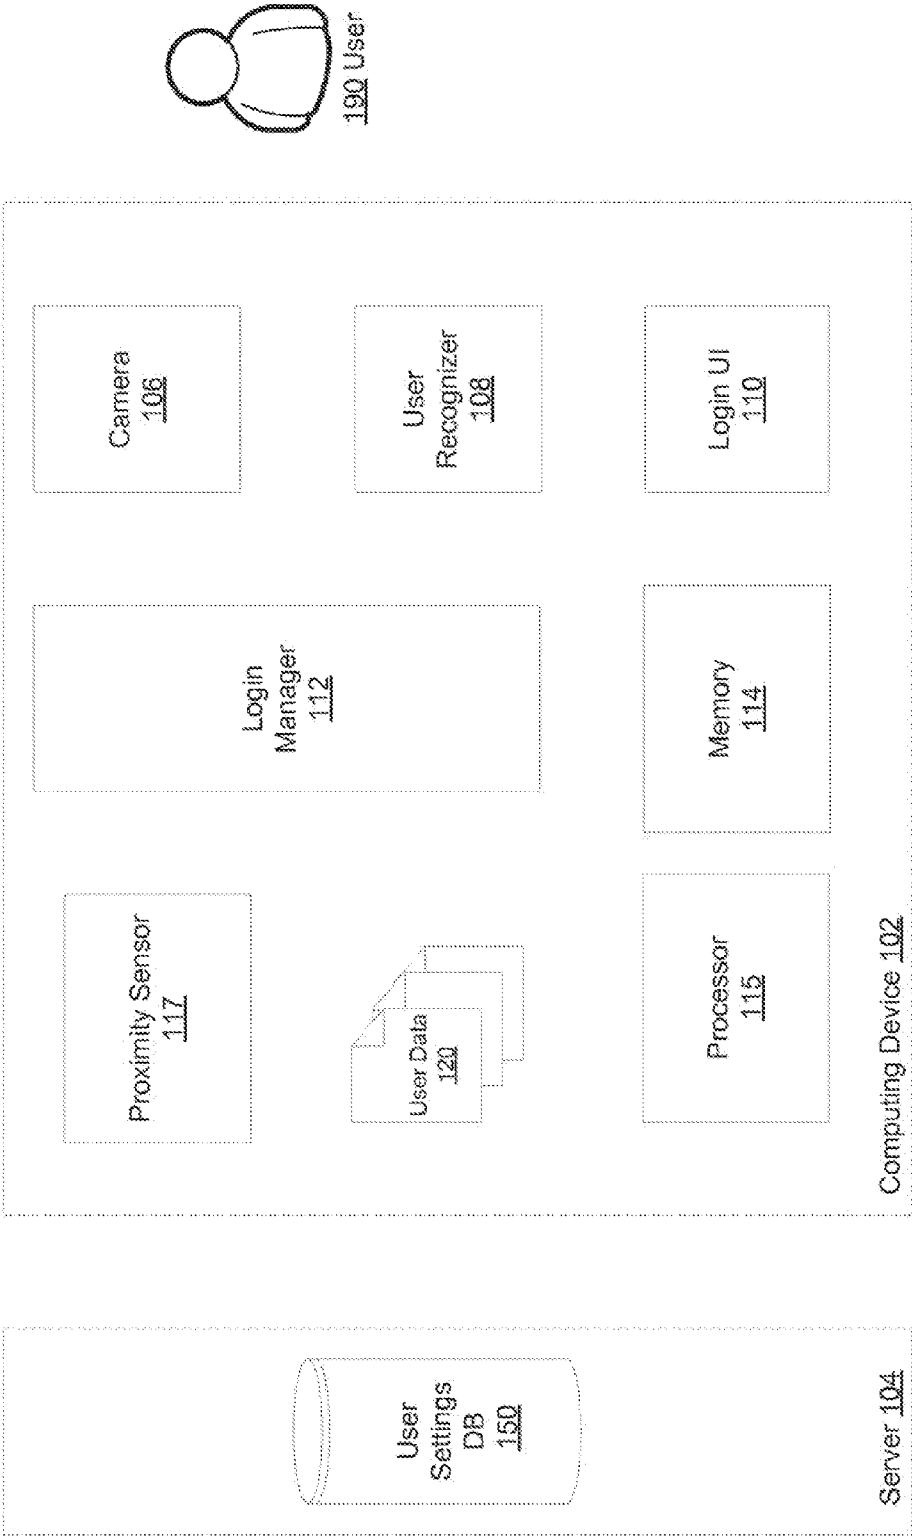 User
Settings
DB
150
Server 104
Proximity Sensor
117
User Data
120
Processor
115
Computing Device 102
Login
Manager
112
Memory
114
Camera
106
User
Recognizer
108
Login UI
110
190 User